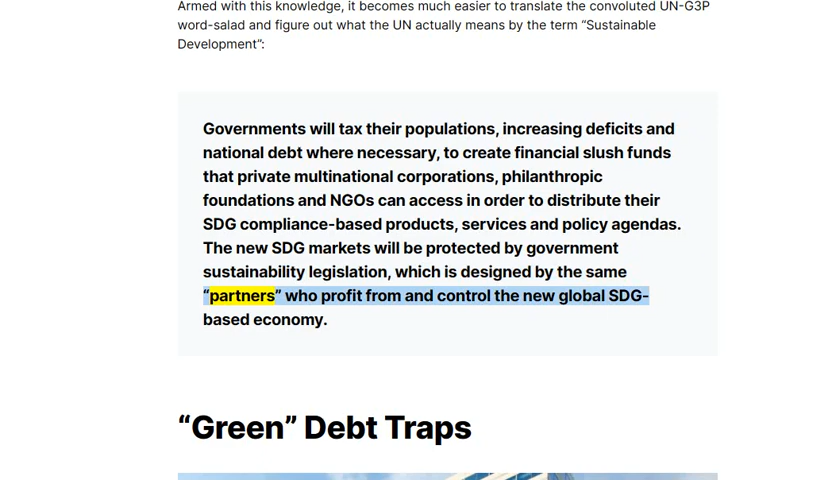 Armed with this knowledge, it becomes much easier to translate the convoluted UN-G3P
word-salad and figure out what the UN actually means by the term “Sustainable
Development”:
Governments will tax their populations, increasing deficits and
national debt where necessary, to create financial slush funds
that private multinational corporations, philanthropic
foundations and NGOs can access in order to distribute their
SDG compliance-based products, services and policy agendas.
The new SDG markets will be protected by government
sustainability legislation, which is designed by the same
“partners” who profit from and control the new global SDG-
based economy.
“Green” Debt Traps